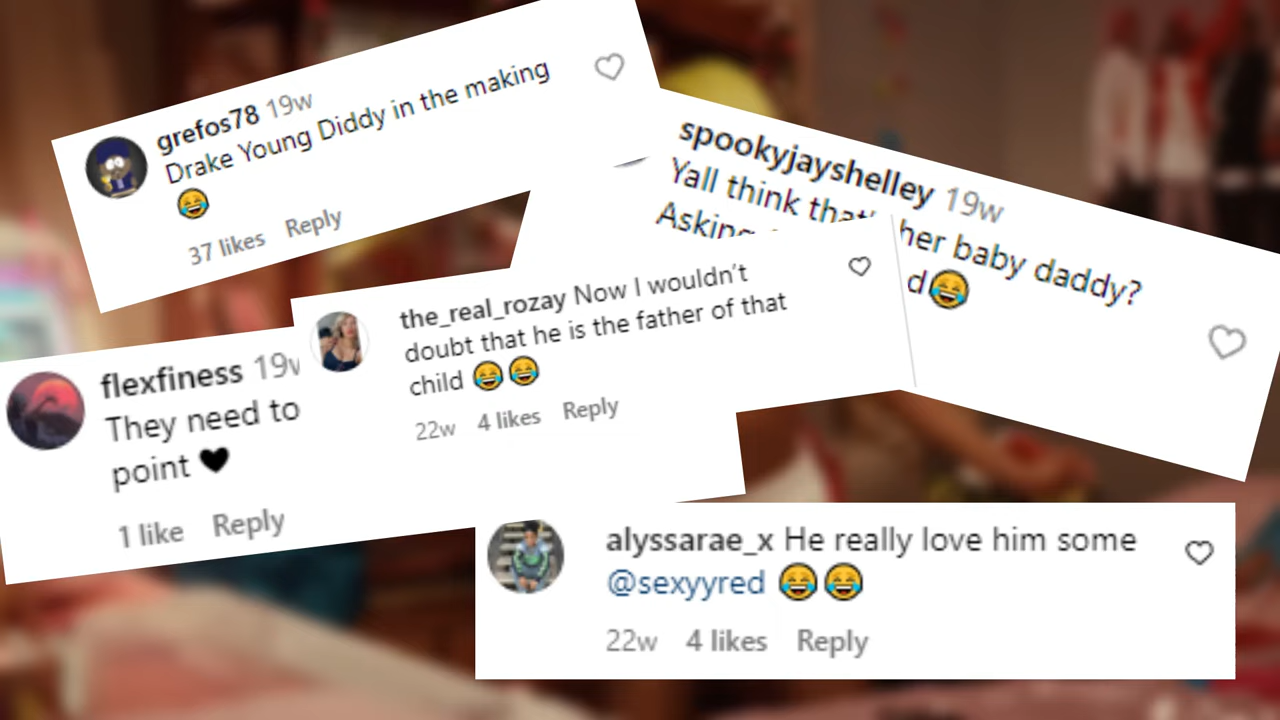 grefos78 19w
Drake Young Diddy in the making
😂
37 likes Reply
spookyjayshelley 19w
Yall think that her baby daddy?
Asking d😂
the_real_rozay Now I wouldn't
doubt that he is the father of that
child 😂😂
22w 4 likes Reply
flexfiness 19w
They need to
point 🖤
1 like Reply
alyssarae_x He really love him some
@sexyyred 😂😂
22w 4 likes Reply